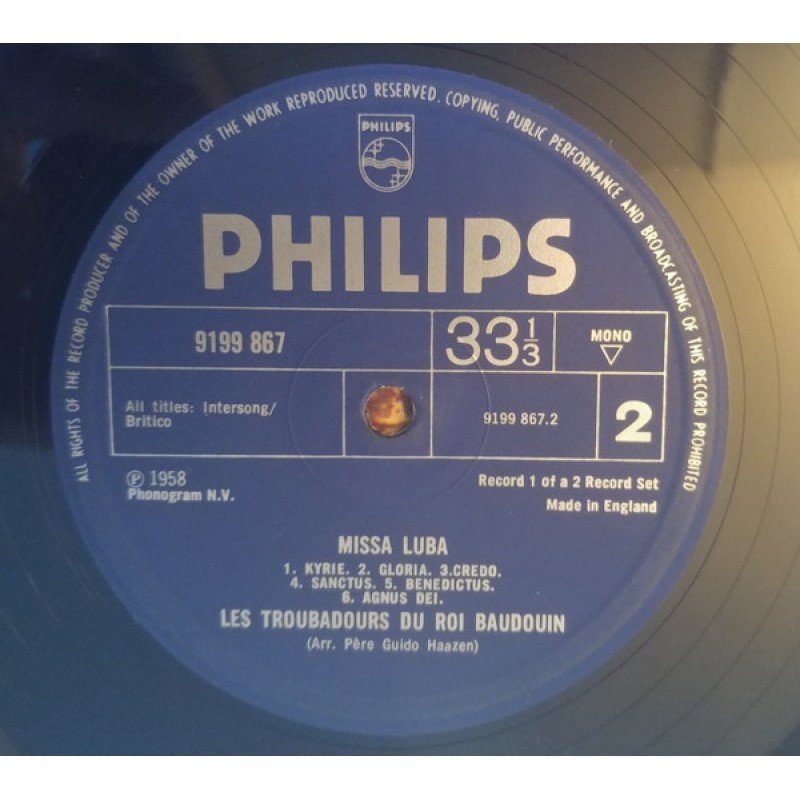 ALL RIGHTS OF THE RECORD PRODUCER AND OF THE OWNER OF THE WORK REPRODUCED RESERVED. COPYING, PUBLIC PERFORMANCE AND BROADCASTING OF THIS RECORD PROHIBITED
PHILIPS
PHILIPS
9199 867
33 1/3
MONO
All titles: Intersong/
Britico
9199 867.2
2
Ⓟ 1958
Phonogram N.V.
Record 1 of a 2 Record Set
Made in England
MISSA LUBA
1. KYRIE. 2. GLORIA. 3.CREDO.
4. SANCTUS. 5. BENEDICTUS.
6. AGNUS DEI.
LES TROUBADOURS DU ROI BAUDOUIN
(Arr. Père Guido Haazen)